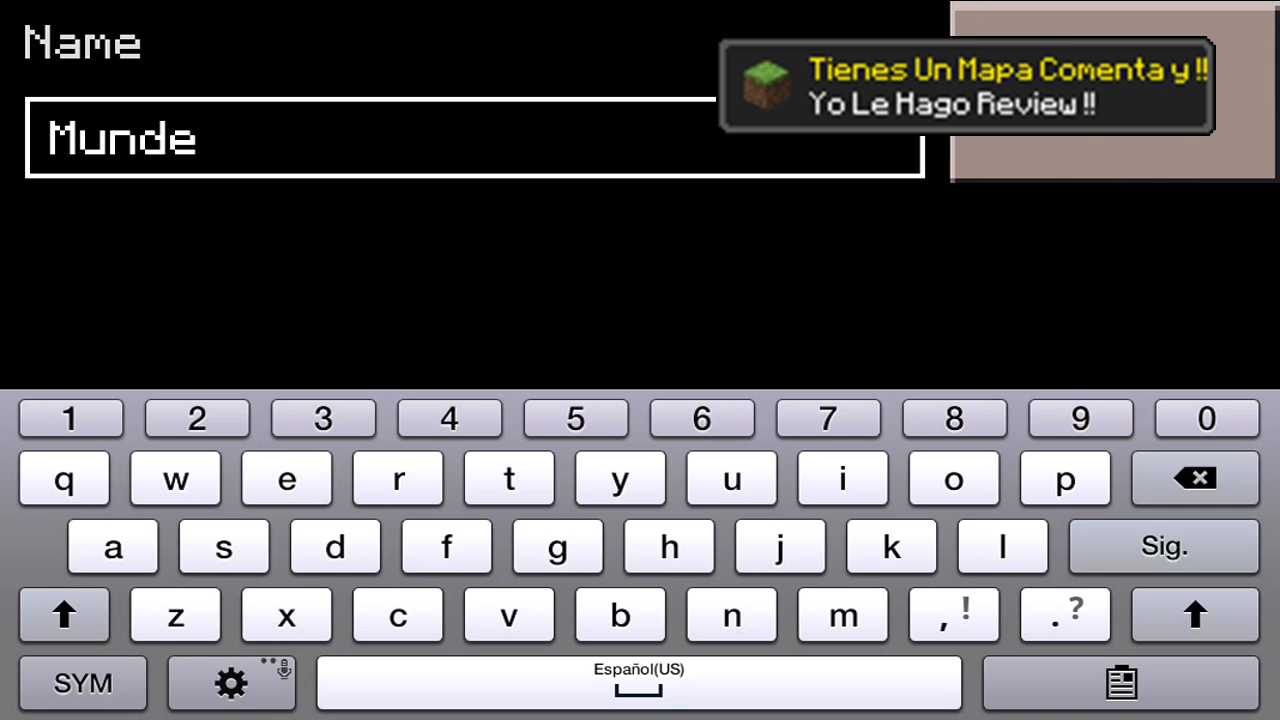 Name
Tienes Un Mapa Comenta y !!
Yo Le Hago Review !!
Munde
1 2 3 4 5 6 7 8 9 0
q w e r t y u i o p
a s d f g h j k l Sig.
z x c v b n m , ! . ?
SYM Español(US)